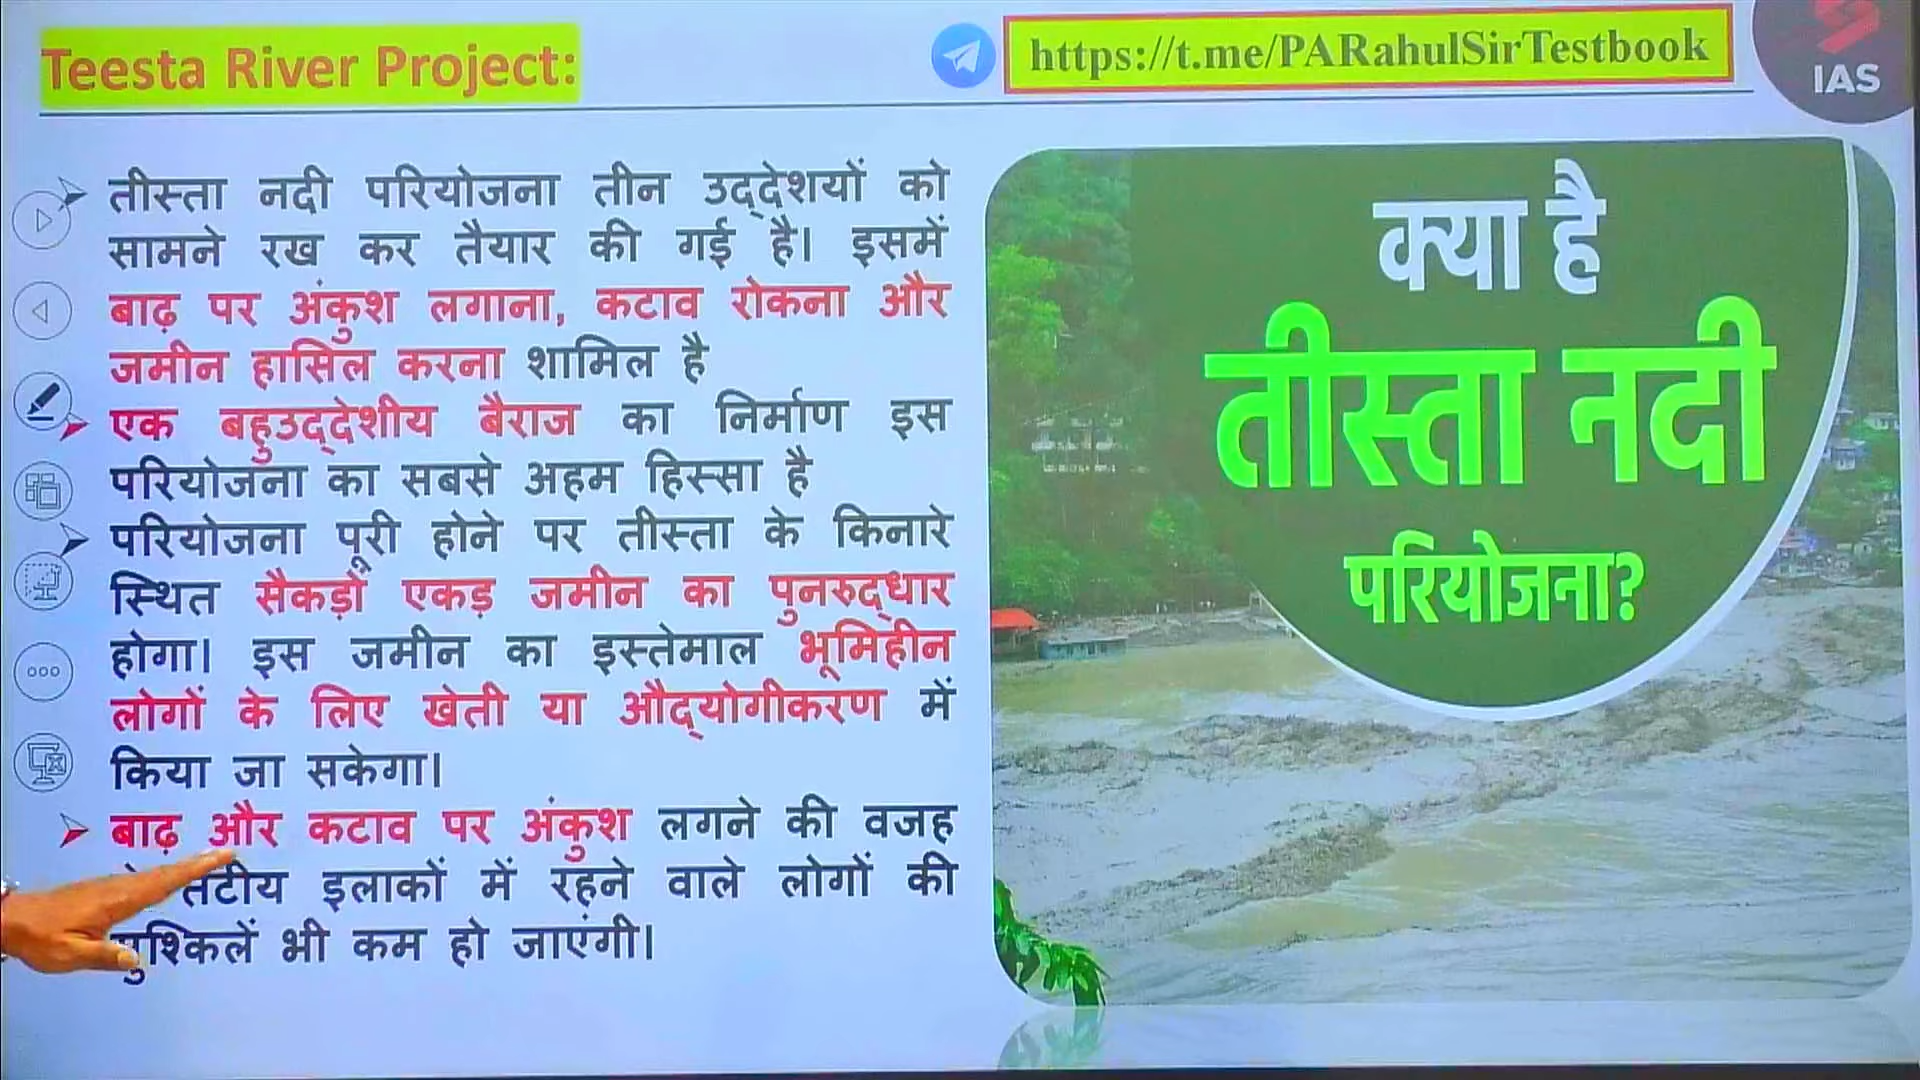 Teesta River Project:
https://t.me/PARahulSirTestbook
IAS
तीस्ता नदी परियोजना तीन उद्देशयों को
सामने रख कर तैयार की गई है। इसमें
बाढ़ पर अंकुश लगाना, कटाव रोकना और
जमीन हासिल करना शामिल है
एक बहुउद्देशीय बैराज का निर्माण इस
परियोजना का सबसे अहम हिस्सा है
परियोजना पूरी होने पर तीस्ता के किनारे
स्थित सैकड़ों एकड़ जमीन का पुनरुद्धार
होगा। इस जमीन का इस्तेमाल भूमिहीन
लोगों के लिए खेती या औद्योगीकरण में
किया जा सकेगा।
बाढ़ और कटाव पर अंकुश लगने की वजह
तटीय इलाकों में रहने वाले लोगों की
मुश्किलें भी कम हो जाएंगी।
क्या है
तीस्ता नदी
परियोजना?